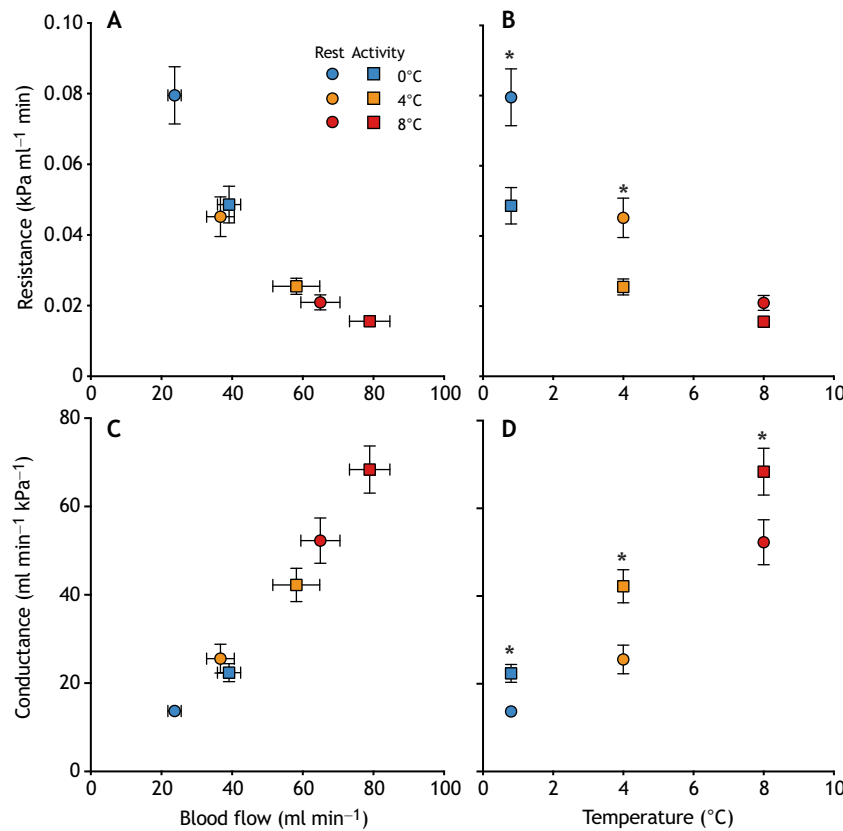 A
B
Rest Activity
0°C
4°C
8°C
*
*
0.10
0.08
0.06
0.04
0.02
0
Resistance (kPa ml−1 min)
0 20 40 60 80 100
0 2 4 6 8 10
C
D
*
*
*
80
60
40
20
0
Conductance (ml min−1 kPa−1)
0 20 40 60 80 100
0 2 4 6 8 10
Blood flow (ml min−1)
Temperature (°C)